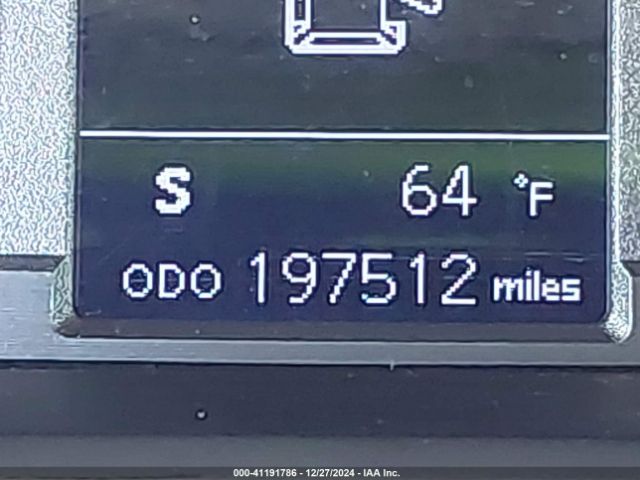 S 64 °F
ODO 197512 miles
000-41191786 - 12/27/2024 - IAA Inc.